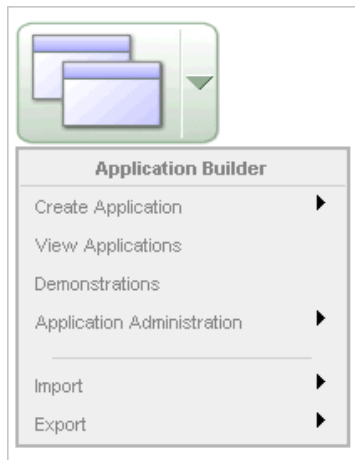 Application Builder
Create Application
View Applications
Demonstrations
Application Administration
Import
Export